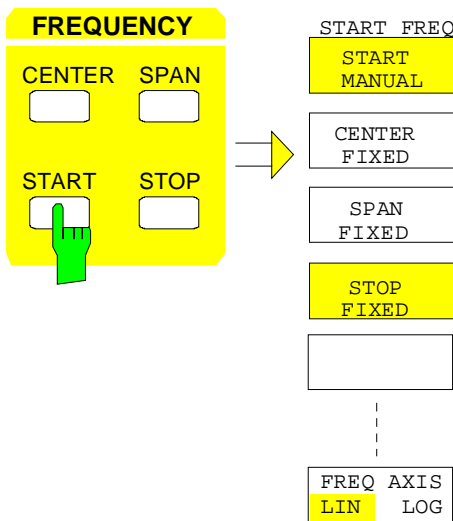 FREQUENCY
CENTER SPAN
START STOP
START FREQ
START
MANUAL
CENTER
FIXED
SPAN
FIXED
STOP
FIXED
FREQ AXIS
LIN LOG